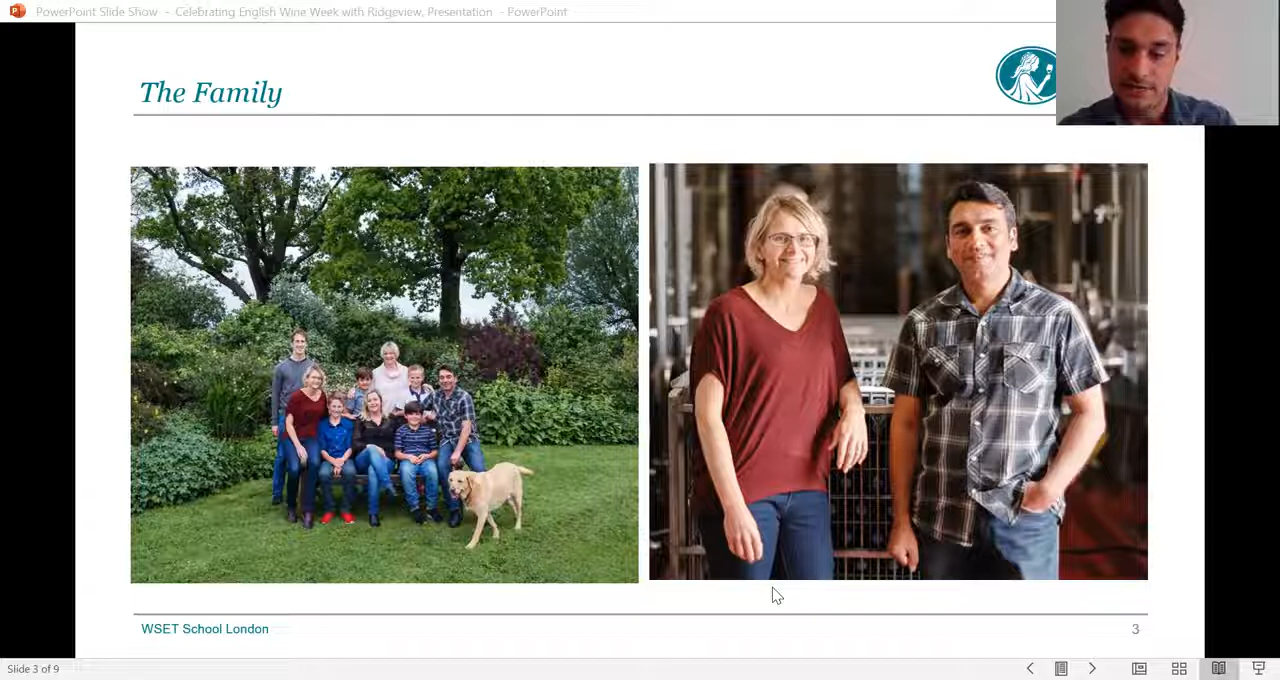 PowerPoint Slide Show - Celebrating English Wine Week with Ridgeview, Presentation - PowerPoint
The Family
WSET School London
3
Slide 3 of 9